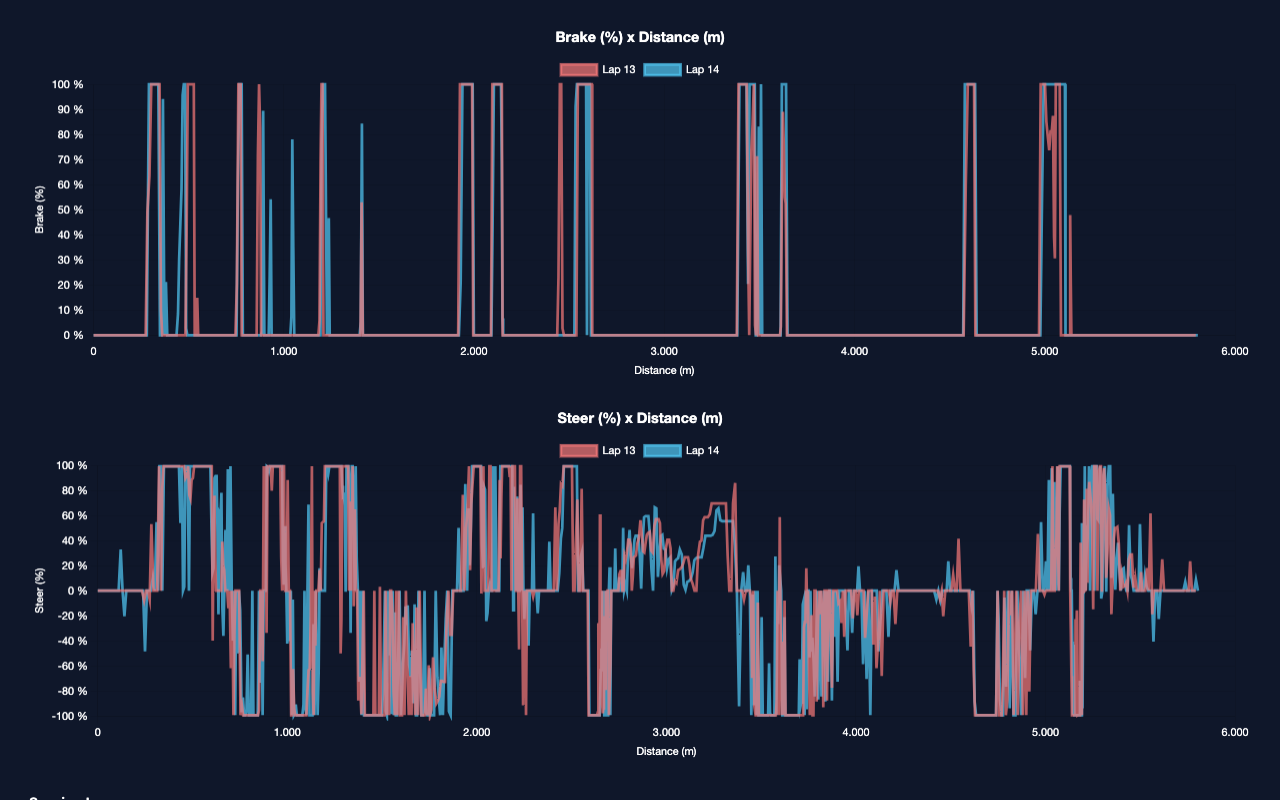 Brake (%) x Distance (m)
Lap 13 Lap 14
100 %
90 %
80 %
70 %
60 %
50 %
40 %
30 %
20 %
10 %
0 %
Brake (%)
0 1.000 2.000 3.000 4.000 5.000 6.000
Distance (m)
Steer (%) x Distance (m)
Lap 13 Lap 14
100 %
80 %
60 %
40 %
20 %
0 %
-20 %
-40 %
-60 %
-80 %
-100 %
Steer (%)
0 1.000 2.000 3.000 4.000 5.000 6.000
Distance (m)